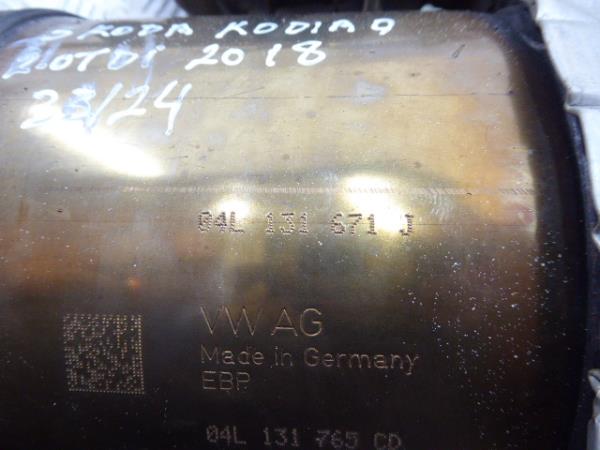 SKODA KODIAQ
2.0TDI 2018
23/24
04L 131 671 J
VW AG
Made in Germany
EBP
04L 131 765 CD